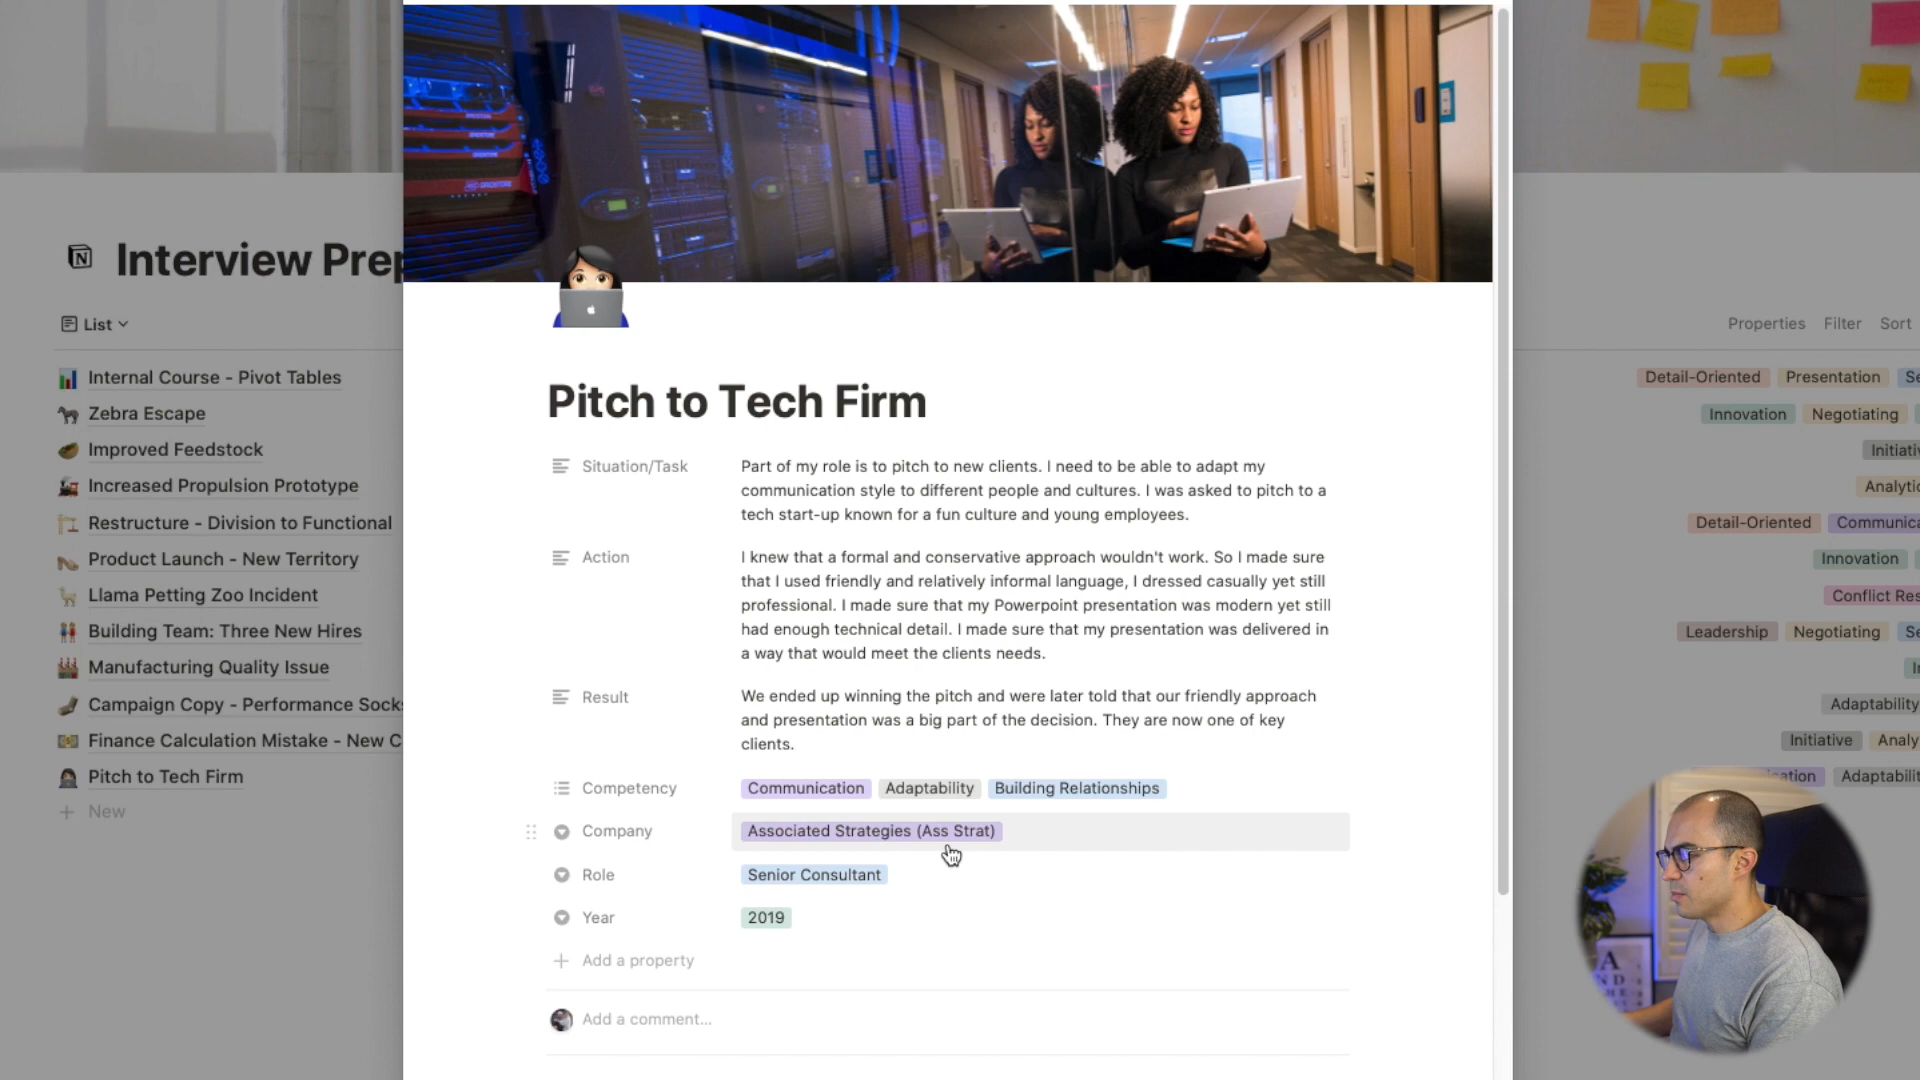 Interview Prep
List
Properties Filter Sort
Internal Course - Pivot Tables
Zebra Escape
Improved Feedstock
Increased Propulsion Prototype
Restructure - Division to Functional
Product Launch - New Territory
Llama Petting Zoo Incident
Building Team: Three New Hires
Manufacturing Quality Issue
Campaign Copy - Performance Socks
Finance Calculation Mistake - New C
Pitch to Tech Firm
New
Pitch to Tech Firm
Situation/Task
Part of my role is to pitch to new clients. I need to be able to adapt my
communication style to different people and cultures. I was asked to pitch to a
tech start-up known for a fun culture and young employees.
Action
I knew that a formal and conservative approach wouldn't work. So I made sure
that I used friendly and relatively informal language, I dressed casually yet still
professional. I made sure that my Powerpoint presentation was modern yet still
had enough technical detail. I made sure that my presentation was delivered in
a way that would meet the clients needs.
Result
We ended up winning the pitch and were later told that our friendly approach
and presentation was a big part of the decision. They are now one of key
clients.
Competency Communication Adaptability Building Relationships
Company Associated Strategies (Ass Strat)
Role Senior Consultant
Year 2019
Add a property
Add a comment...
Detail-Oriented Presentation Se
Innovation Negotiating
Initiativ
Analytic
Detail-Oriented Communica
Innovation
Conflict Res
Leadership Negotiating Se
In
Adaptability
Initiative Analy
ication Adaptabilit
A
N D